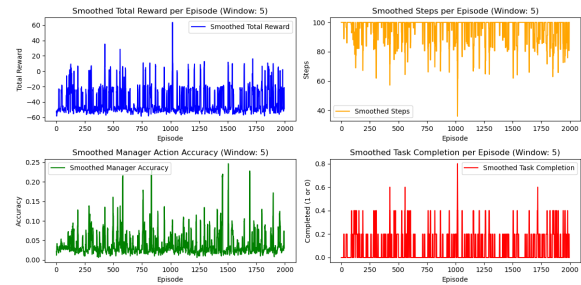 Smoothed Total Reward per Episode (Window: 5)
Smoothed Total Reward
Total Reward
60
40
20
0
−20
−40
−60
0 250 500 750 1000 1250 1500 1750 2000
Episode
Smoothed Steps per Episode (Window: 5)
Smoothed Steps
Steps
100
80
60
40
0 250 500 750 1000 1250 1500 1750 2000
Episode
Smoothed Manager Action Accuracy (Window: 5)
Smoothed Manager Accuracy
Accuracy
0.25
0.20
0.15
0.10
0.05
0.00
0 250 500 750 1000 1250 1500 1750 2000
Episode
Smoothed Task Completion per Episode (Window: 5)
Smoothed Task Completion
Completed (1 or 0)
0.8
0.6
0.4
0.2
0.0
0 250 500 750 1000 1250 1500 1750 2000
Episode